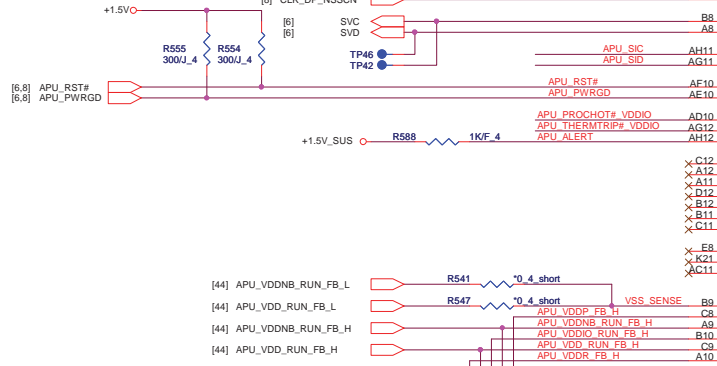 [6] CLK_DP_NSSCN
+1.5V
[6] SVC B8
[6] SVD A8
R555 R554
300/J_4 300/J_4
TP46
TP42
APU_SIC AH11
APU_SID AG11
[6,8] APU_RST# APU_RST# AF10
[6,8] APU_PWRGD APU_PWRGD AE10
APU_PROCHOT#_VDDIO AD10
APU_THERMTRIP#_VDDIO AG12
+1.5V_SUS R588 1K/F_4 APU_ALERT AH12
C12
A12
A11
D12
B12
B11
C11
E8
K21
AC11
[44] APU_VDDNB_RUN_FB_L R541 *0_4_short
[44] APU_VDD_RUN_FB_L R547 *0_4_short VSS_SENSE B9
APU_VDDP_FB_H C8
[44] APU_VDDNB_RUN_FB_H APU_VDDNB_RUN_FB_H A9
APU_VDDIO_RUN_FB_H B10
[44] APU_VDD_RUN_FB_H APU_VDD_RUN_FB_H C9
APU_VDDR_FB_H A10